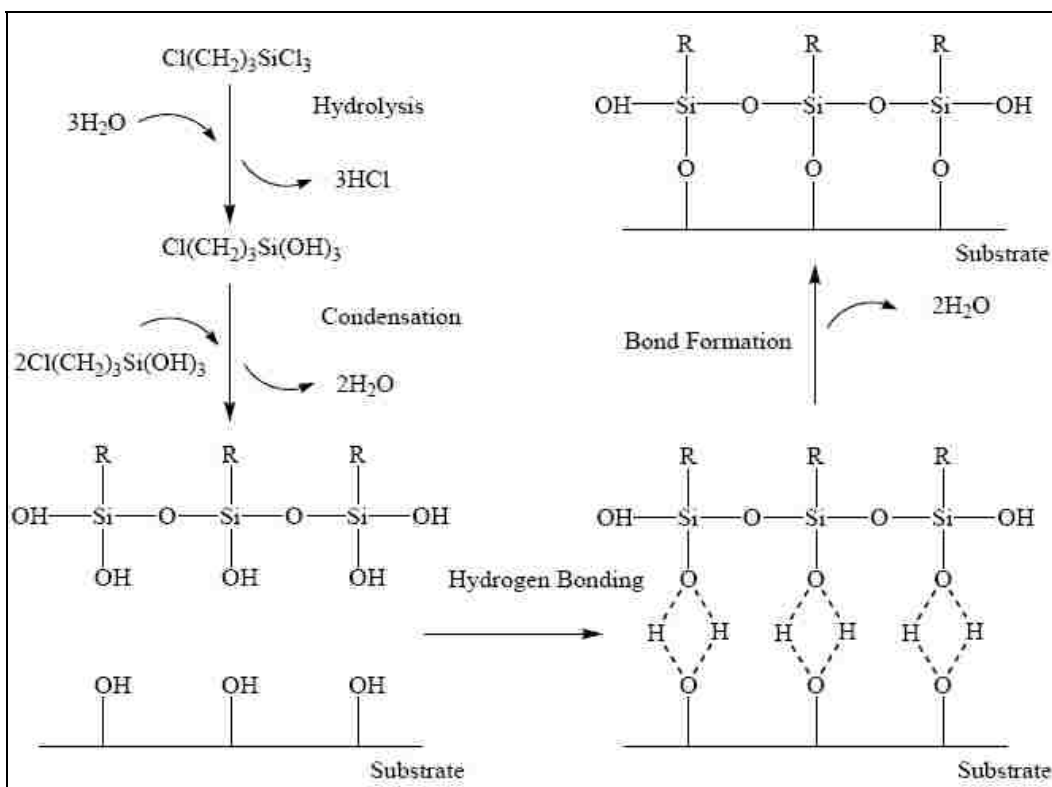 Cl(CH2)3SiCl3
Hydrolysis
3H2O
3HCl
Cl(CH2)3Si(OH)3
Condensation
2Cl(CH2)3Si(OH)3
2H2O
R R R
OH Si O Si O Si OH
OH OH OH
OH OH OH
Substrate
Hydrogen Bonding
R R R
OH Si O Si O Si OH
O O O
H H H H H H
O O O
Substrate
Bond Formation
2H2O
R R R
OH Si O Si O Si OH
O O O
Substrate